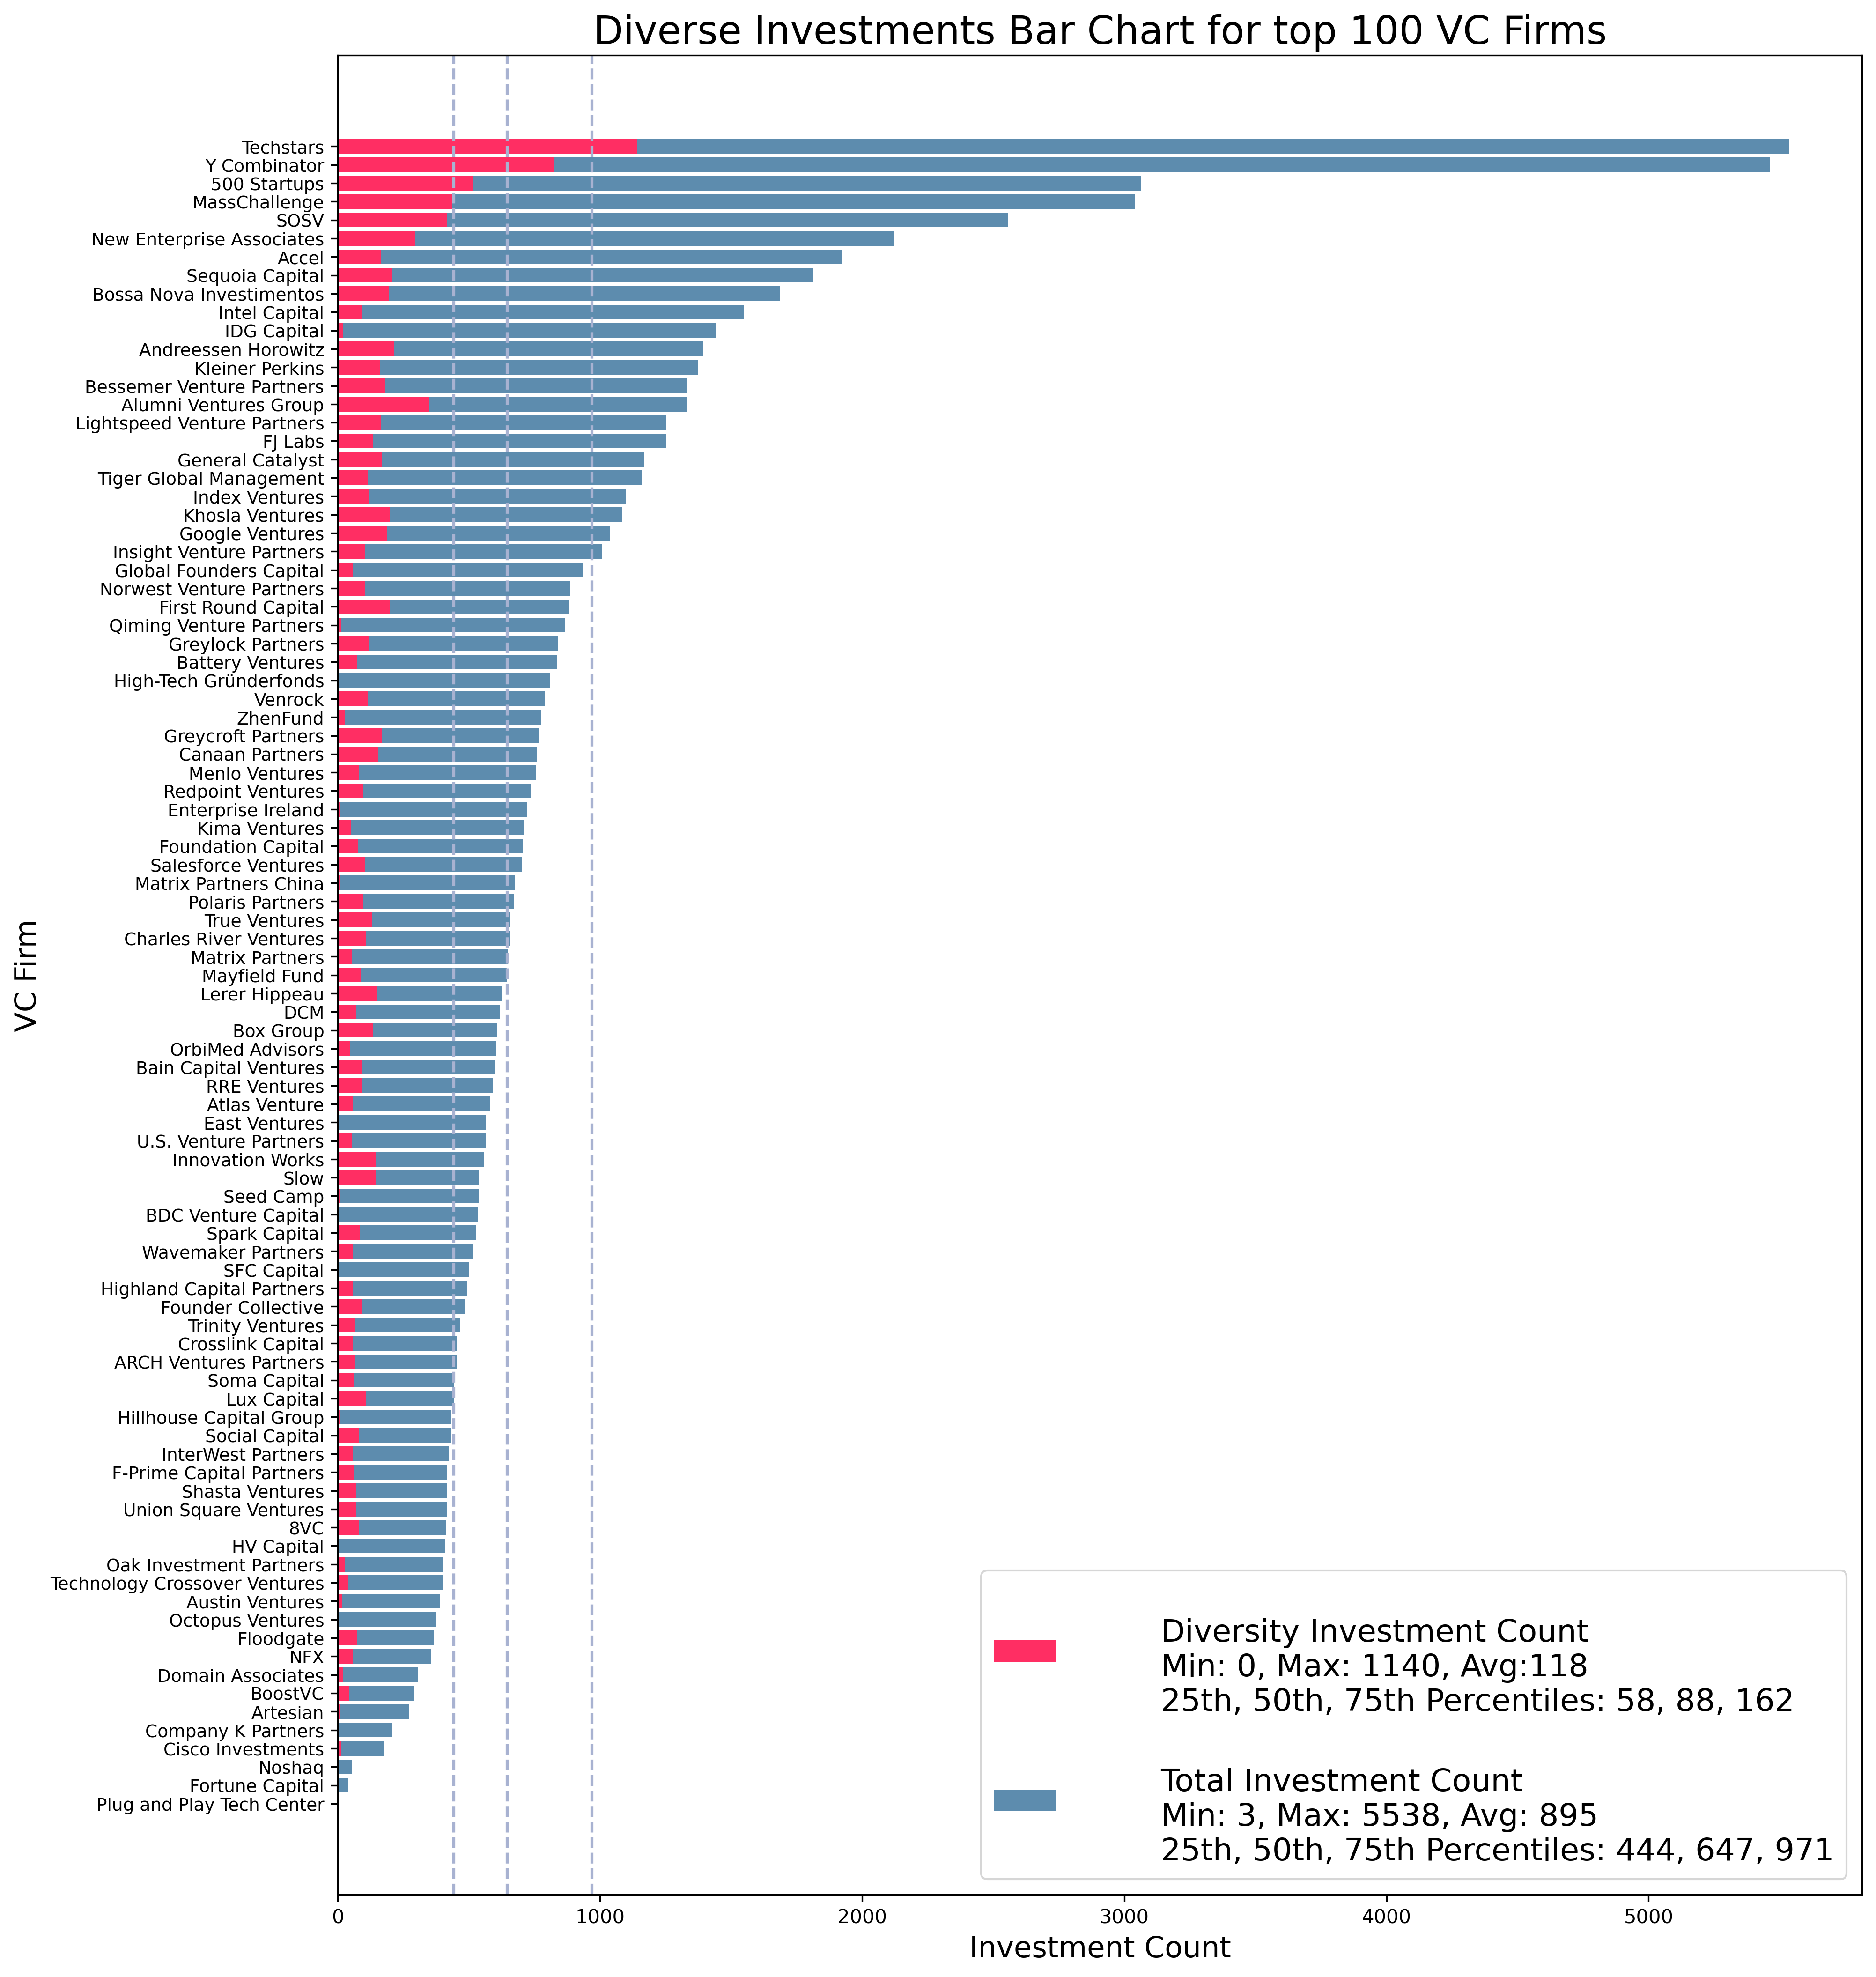 Diverse Investments Bar Chart for top 100 VC Firms
Techstars
Y Combinator
500 Startups
MassChallenge
SOSV
New Enterprise Associates
Accel
Sequoia Capital
Bossa Nova Investimentos
Intel Capital
IDG Capital
Andreessen Horowitz
Kleiner Perkins
Bessemer Venture Partners
Alumni Ventures Group
Lightspeed Venture Partners
FJ Labs
General Catalyst
Tiger Global Management
Index Ventures
Khosla Ventures
Google Ventures
Insight Venture Partners
Global Founders Capital
Norwest Venture Partners
First Round Capital
Qiming Venture Partners
Greylock Partners
Battery Ventures
High-Tech Gründerfonds
Venrock
ZhenFund
Greycroft Partners
Canaan Partners
Menlo Ventures
Redpoint Ventures
Enterprise Ireland
Kima Ventures
Foundation Capital
Salesforce Ventures
Matrix Partners China
Polaris Partners
True Ventures
Charles River Ventures
Matrix Partners
Mayfield Fund
Lerer Hippeau
DCM
Box Group
OrbiMed Advisors
Bain Capital Ventures
RRE Ventures
Atlas Venture
East Ventures
U.S. Venture Partners
Innovation Works
Slow
Seed Camp
BDC Venture Capital
Spark Capital
Wavemaker Partners
SFC Capital
Highland Capital Partners
Founder Collective
Trinity Ventures
Crosslink Capital
ARCH Ventures Partners
Soma Capital
Lux Capital
Hillhouse Capital Group
Social Capital
InterWest Partners
F-Prime Capital Partners
Shasta Ventures
Union Square Ventures
8VC
HV Capital
Oak Investment Partners
Technology Crossover Ventures
Austin Ventures
Octopus Ventures
Floodgate
NFX
Domain Associates
BoostVC
Artesian
Company K Partners
Cisco Investments
Noshaq
Fortune Capital
Plug and Play Tech Center
VC Firm
Diversity Investment Count
Min: 0, Max: 1140, Avg:118
25th, 50th, 75th Percentiles: 58, 88, 162
Total Investment Count
Min: 3, Max: 5538, Avg: 895
25th, 50th, 75th Percentiles: 444, 647, 971
0 1000 2000 3000 4000 5000
Investment Count